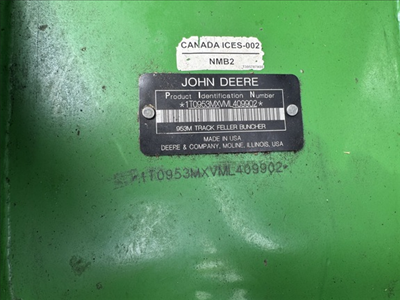 CANADA ICES-002
NMB2
JOHN DEERE
Product Identification Number
*1T0953MXVML409902*
953M TRACK FELLER BUNCHER
MADE IN USA
DEERE & COMPANY, MOLINE, ILLINOIS, USA
1T0953MXVML409902*